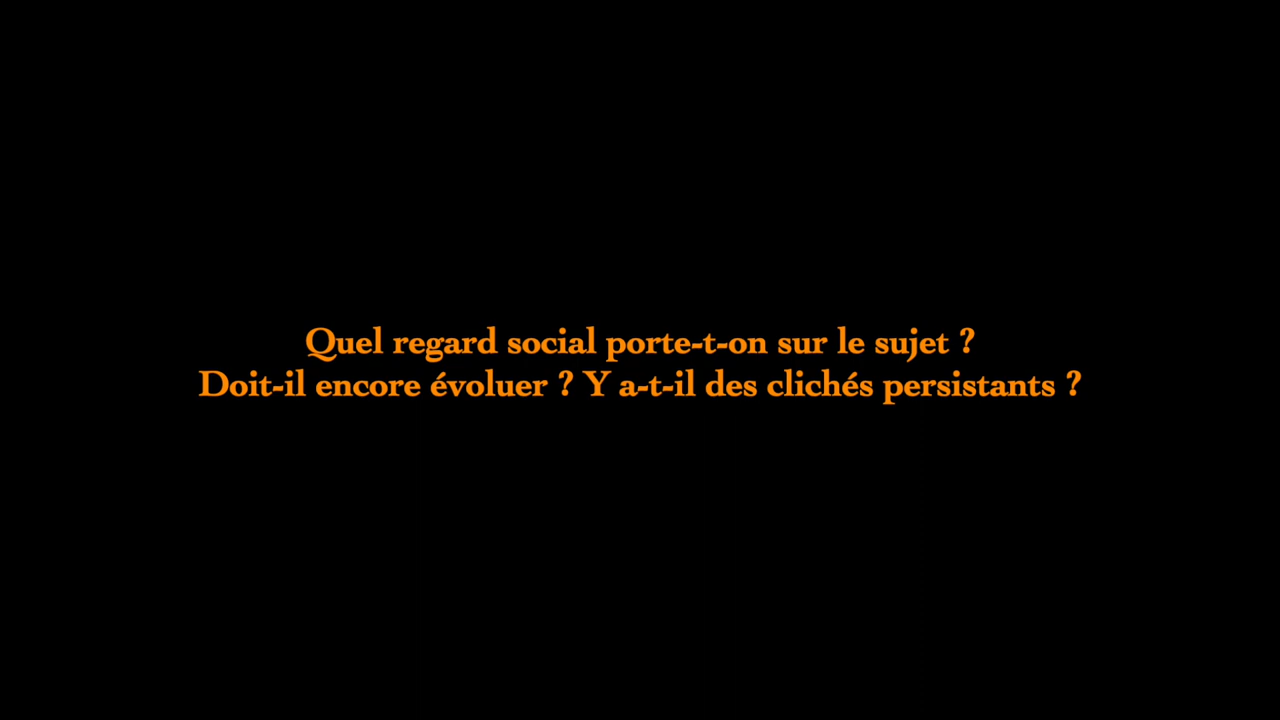 Quel regard social porte-t-on sur le sujet ?
Doit-il encore évoluer ? Y a-t-il des clichés persistants ?